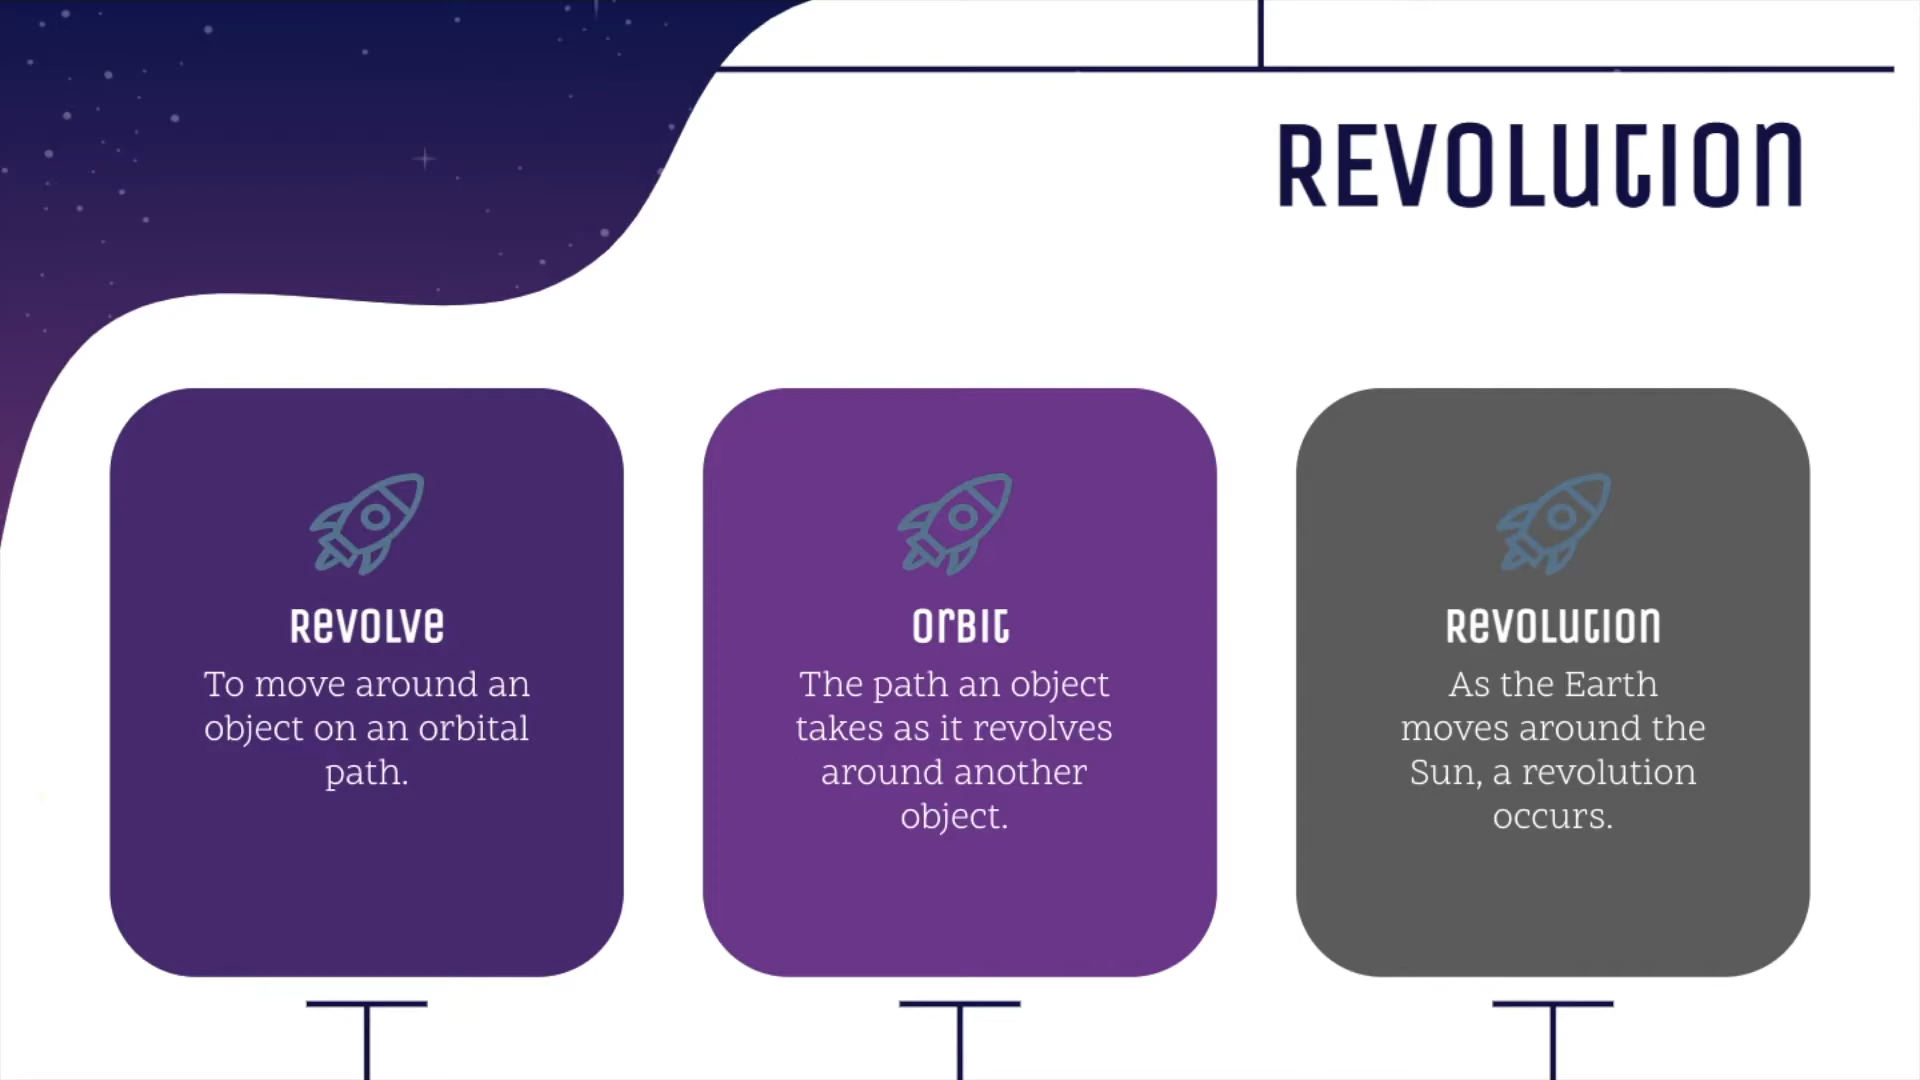 REVOLUTION
REVOLVE
To move around an
object on an orbital
path.
ORBIT
The path an object
takes as it revolves
around another
object.
REVOLUTION
As the Earth
moves around the
Sun, a revolution
occurs.